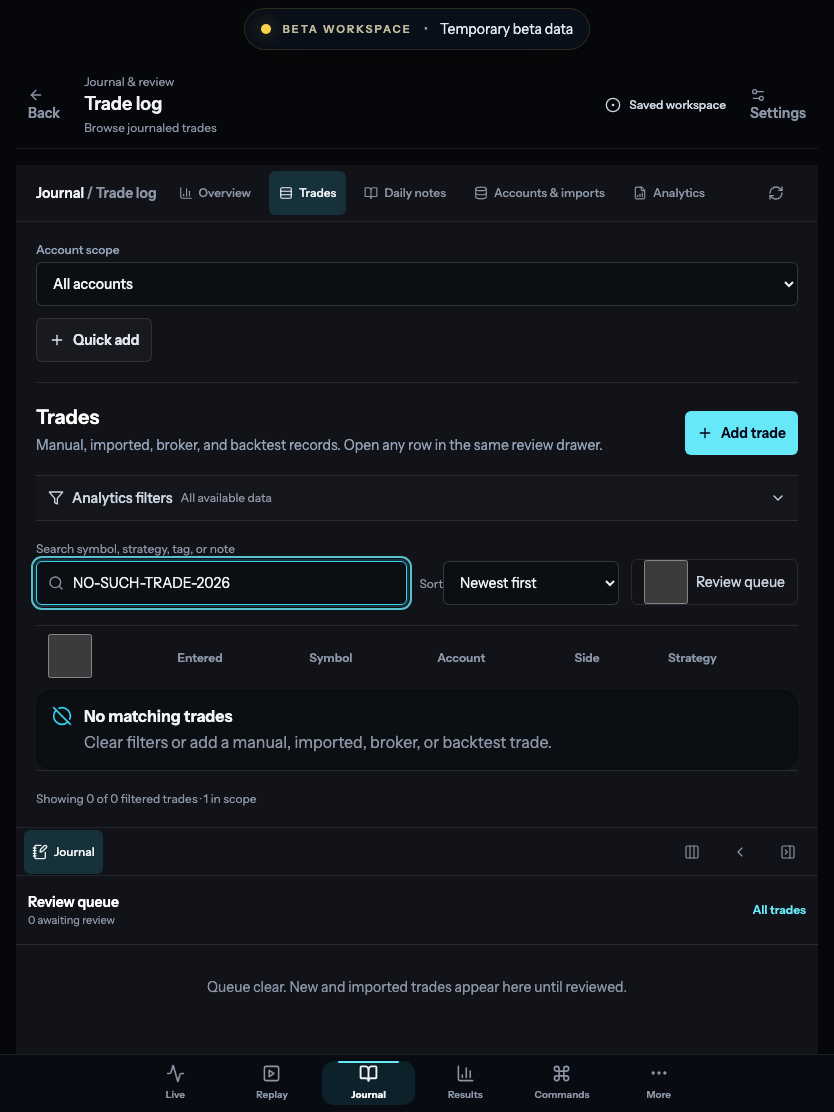 BETA WORKSPACE · Temporary beta data
Back
Journal & review
Trade log
Browse journaled trades
Saved workspace
Settings
Journal / Trade log
Overview
Trades
Daily notes
Accounts & imports
Analytics
Account scope
All accounts
Quick add
Trades
Manual, imported, broker, and backtest records. Open any row in the same review drawer.
Add trade
Analytics filters All available data
Search symbol, strategy, tag, or note
NO-SUCH-TRADE-2026
Sort
Newest first
Review queue
Entered
Symbol
Account
Side
Strategy
No matching trades
Clear filters or add a manual, imported, broker, or backtest trade.
Showing 0 of 0 filtered trades · 1 in scope
Journal
Review queue
0 awaiting review
All trades
Queue clear. New and imported trades appear here until reviewed.
Live
Replay
Journal
Results
Commands
More